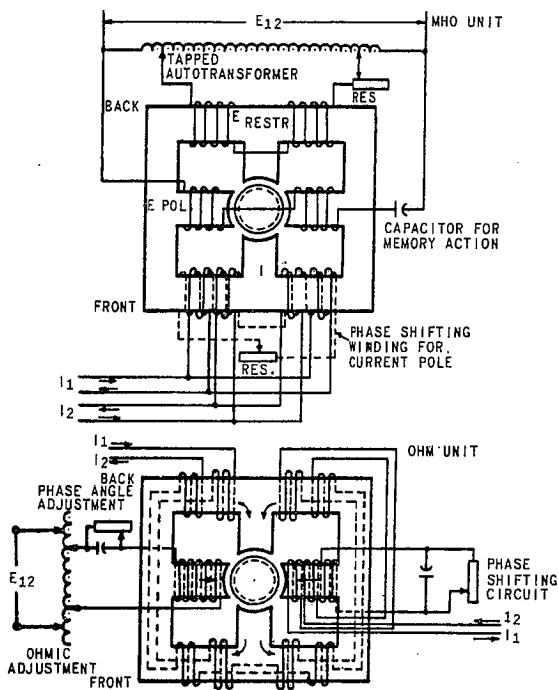 E12
MHO UNIT
TAPPED
AUTOTRANSFORMER
RES
BACK
E
RESTR
E POL.
CAPACITOR FOR
MEMORY ACTION
I
FRONT
PHASE SHIFTING
WINDING FOR
CURRENT POLE
RES.
I1
I2
I1
I2
OHM UNIT
BACK
PHASE ANGLE
ADJUSTMENT
E12
PHASE
SHIFTING
CIRCUIT
I2
I1
OHMIC
ADJUSTMENT
FRONT